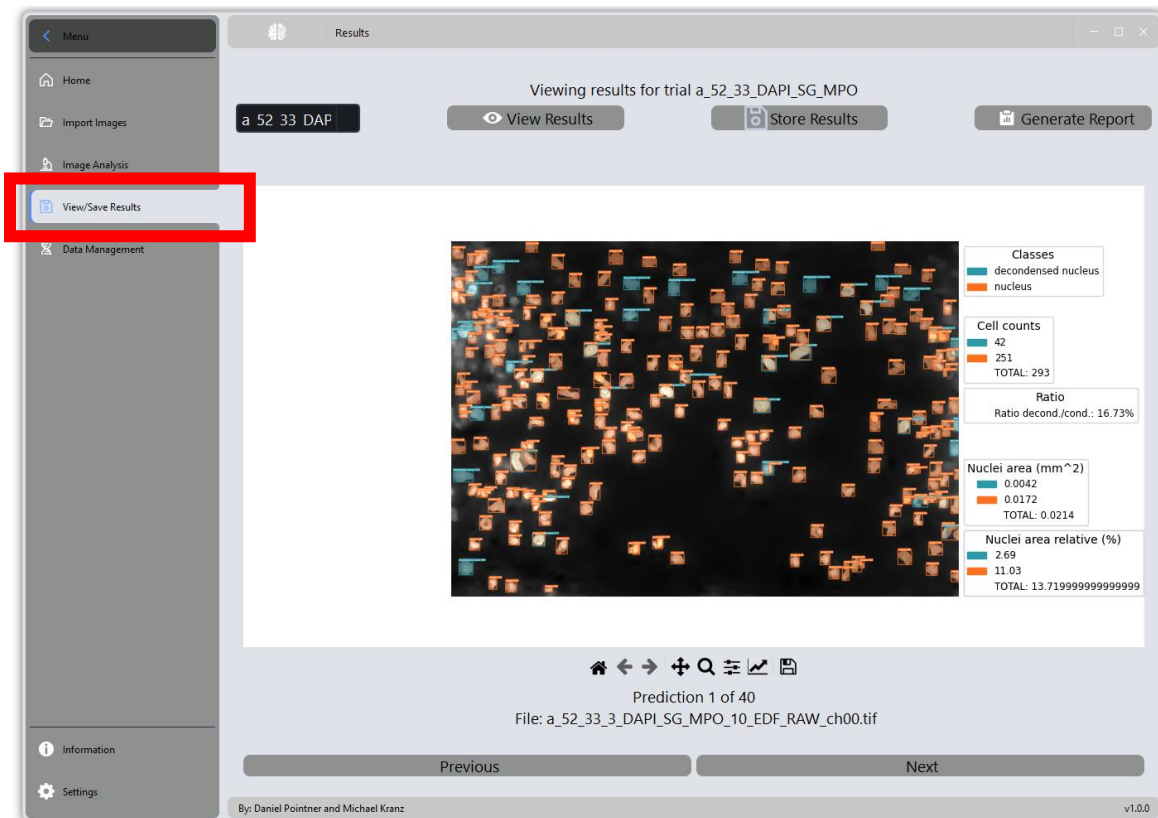 Menu
Home
Import Images
Image Analysis
View/Save Results
Data Management
Information
Settings
Results
Viewing results for trial a_52_33_DAPI_SG_MPO
a 52 33 DAP
View Results
Store Results
Generate Report
Classes
decondensed nucleus
nucleus
Cell counts
42
251
TOTAL: 293
Ratio
Ratio decond./cond.: 16.73%
Nuclei area (mm^2)
0.0042
0.0172
TOTAL: 0.0214
Nuclei area relative (%)
2.69
11.03
TOTAL: 13.719999999999999
Prediction 1 of 40
File: a_52_33_3_DAPI_SG_MPO_10_EDF_RAW_ch00.tif
Previous
Next
By: Daniel Pointner and Michael Kranz
v1.0.0